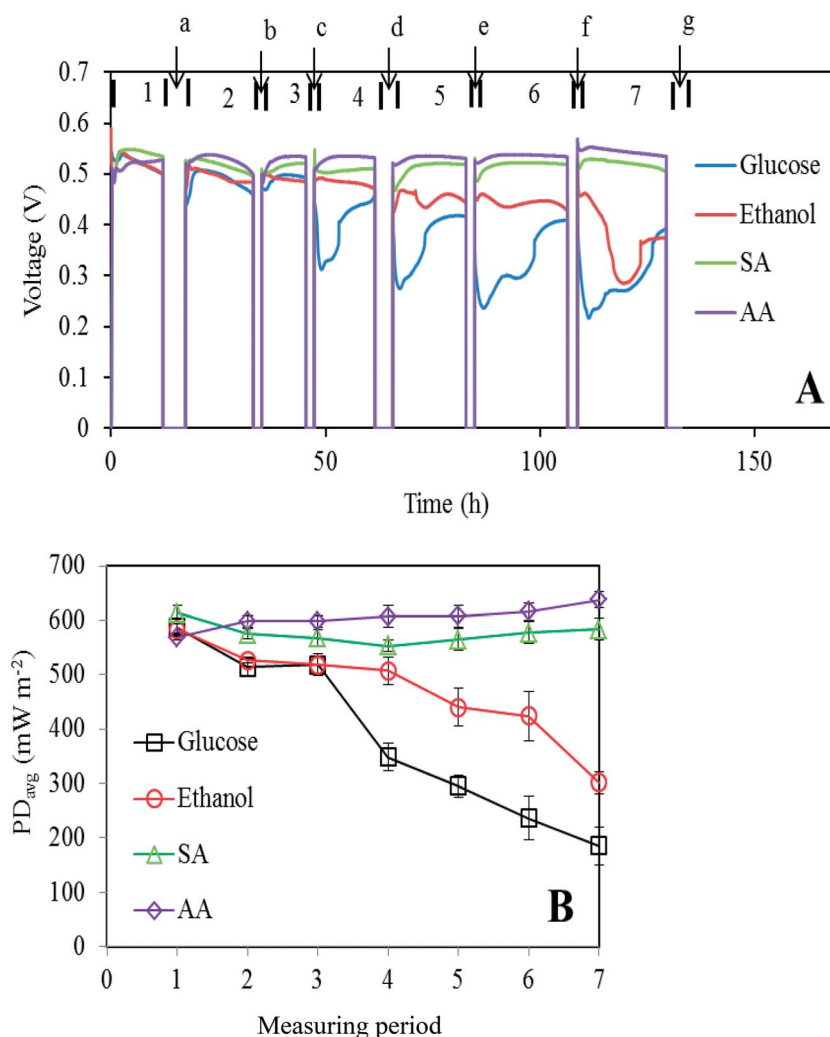 a b c d e f g
0.7
1 2 3 4 5 6 7
0.6
0.5
0.4
0.3
0.2
0.1
0
Voltage (V)
Glucose
Ethanol
SA
AA
A
0 50 100 150
Time (h)
700
600
500
400
300
200
100
0
PDavg (mW m-2)
Glucose
Ethanol
SA
AA
B
0 1 2 3 4 5 6 7
Measuring period